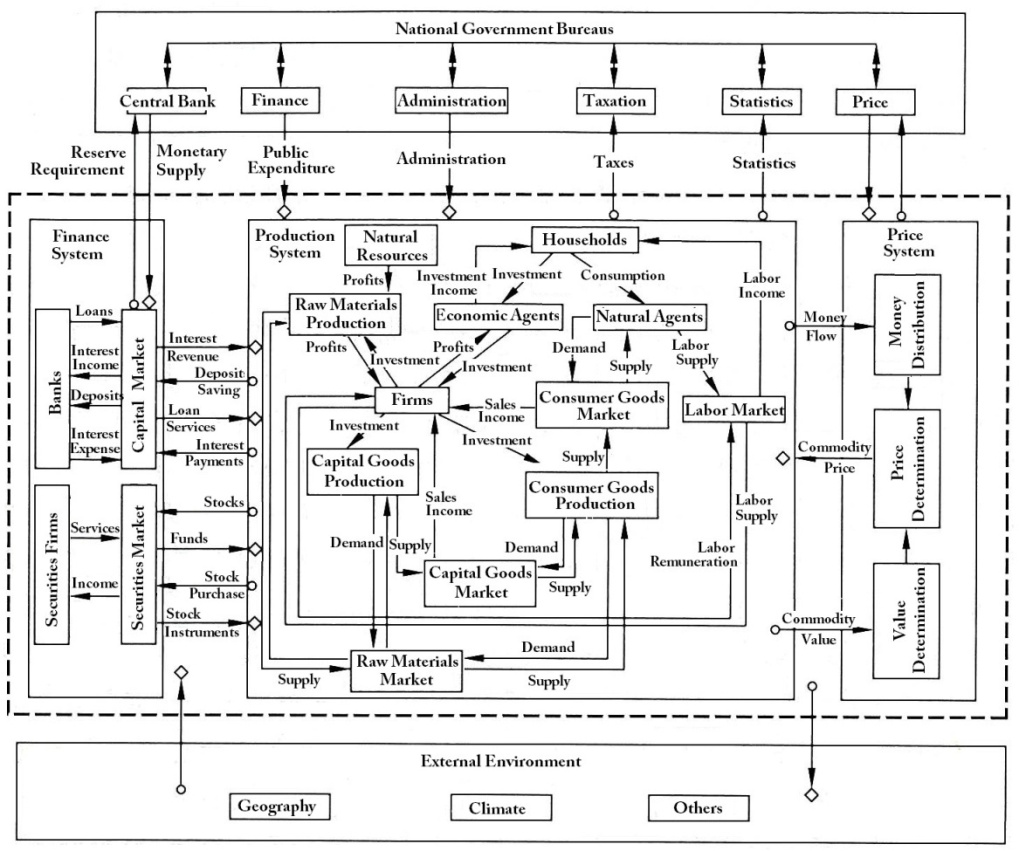 National Government Bureaus
Central Bank
Finance
Administration
Taxation
Statistics
Price
Reserve
Requirement
Monetary
Supply
Public
Expenditure
Administration
Taxes
Statistics
Finance
System
Banks
Loans
Interest
Income
Deposits
Interest
Expense
Capital Market
Interest
Revenue
Deposit
Saving
Loan
Services
Interest
Payments
Securities Firms
Services
Income
Securities Market
Stocks
Funds
Stock
Purchase
Stock
Instruments
Production
System
Natural
Resources
Profits
Raw Materials
Production
Profits
Investment
Investment
Income
Households
Investment
Consumption
Economic Agents
Profits
Investment
Natural Agents
Demand
Supply
Labor
Supply
Labor
Income
Firms
Sales
Income
Consumer Goods
Market
Labor Market
Investment
Investment
Supply
Capital Goods
Production
Sales
Income
Consumer Goods
Production
Labor
Supply
Demand
Supply
Demand
Supply
Capital Goods
Market
Labor
Remuneration
Raw Materials
Market
Supply
Demand
Supply
Price
System
Money
Flow
Money
Distribution
Commodity
Price
Price
Determination
Commodity
Value
Value
Determination
External Environment
Geography
Climate
Others